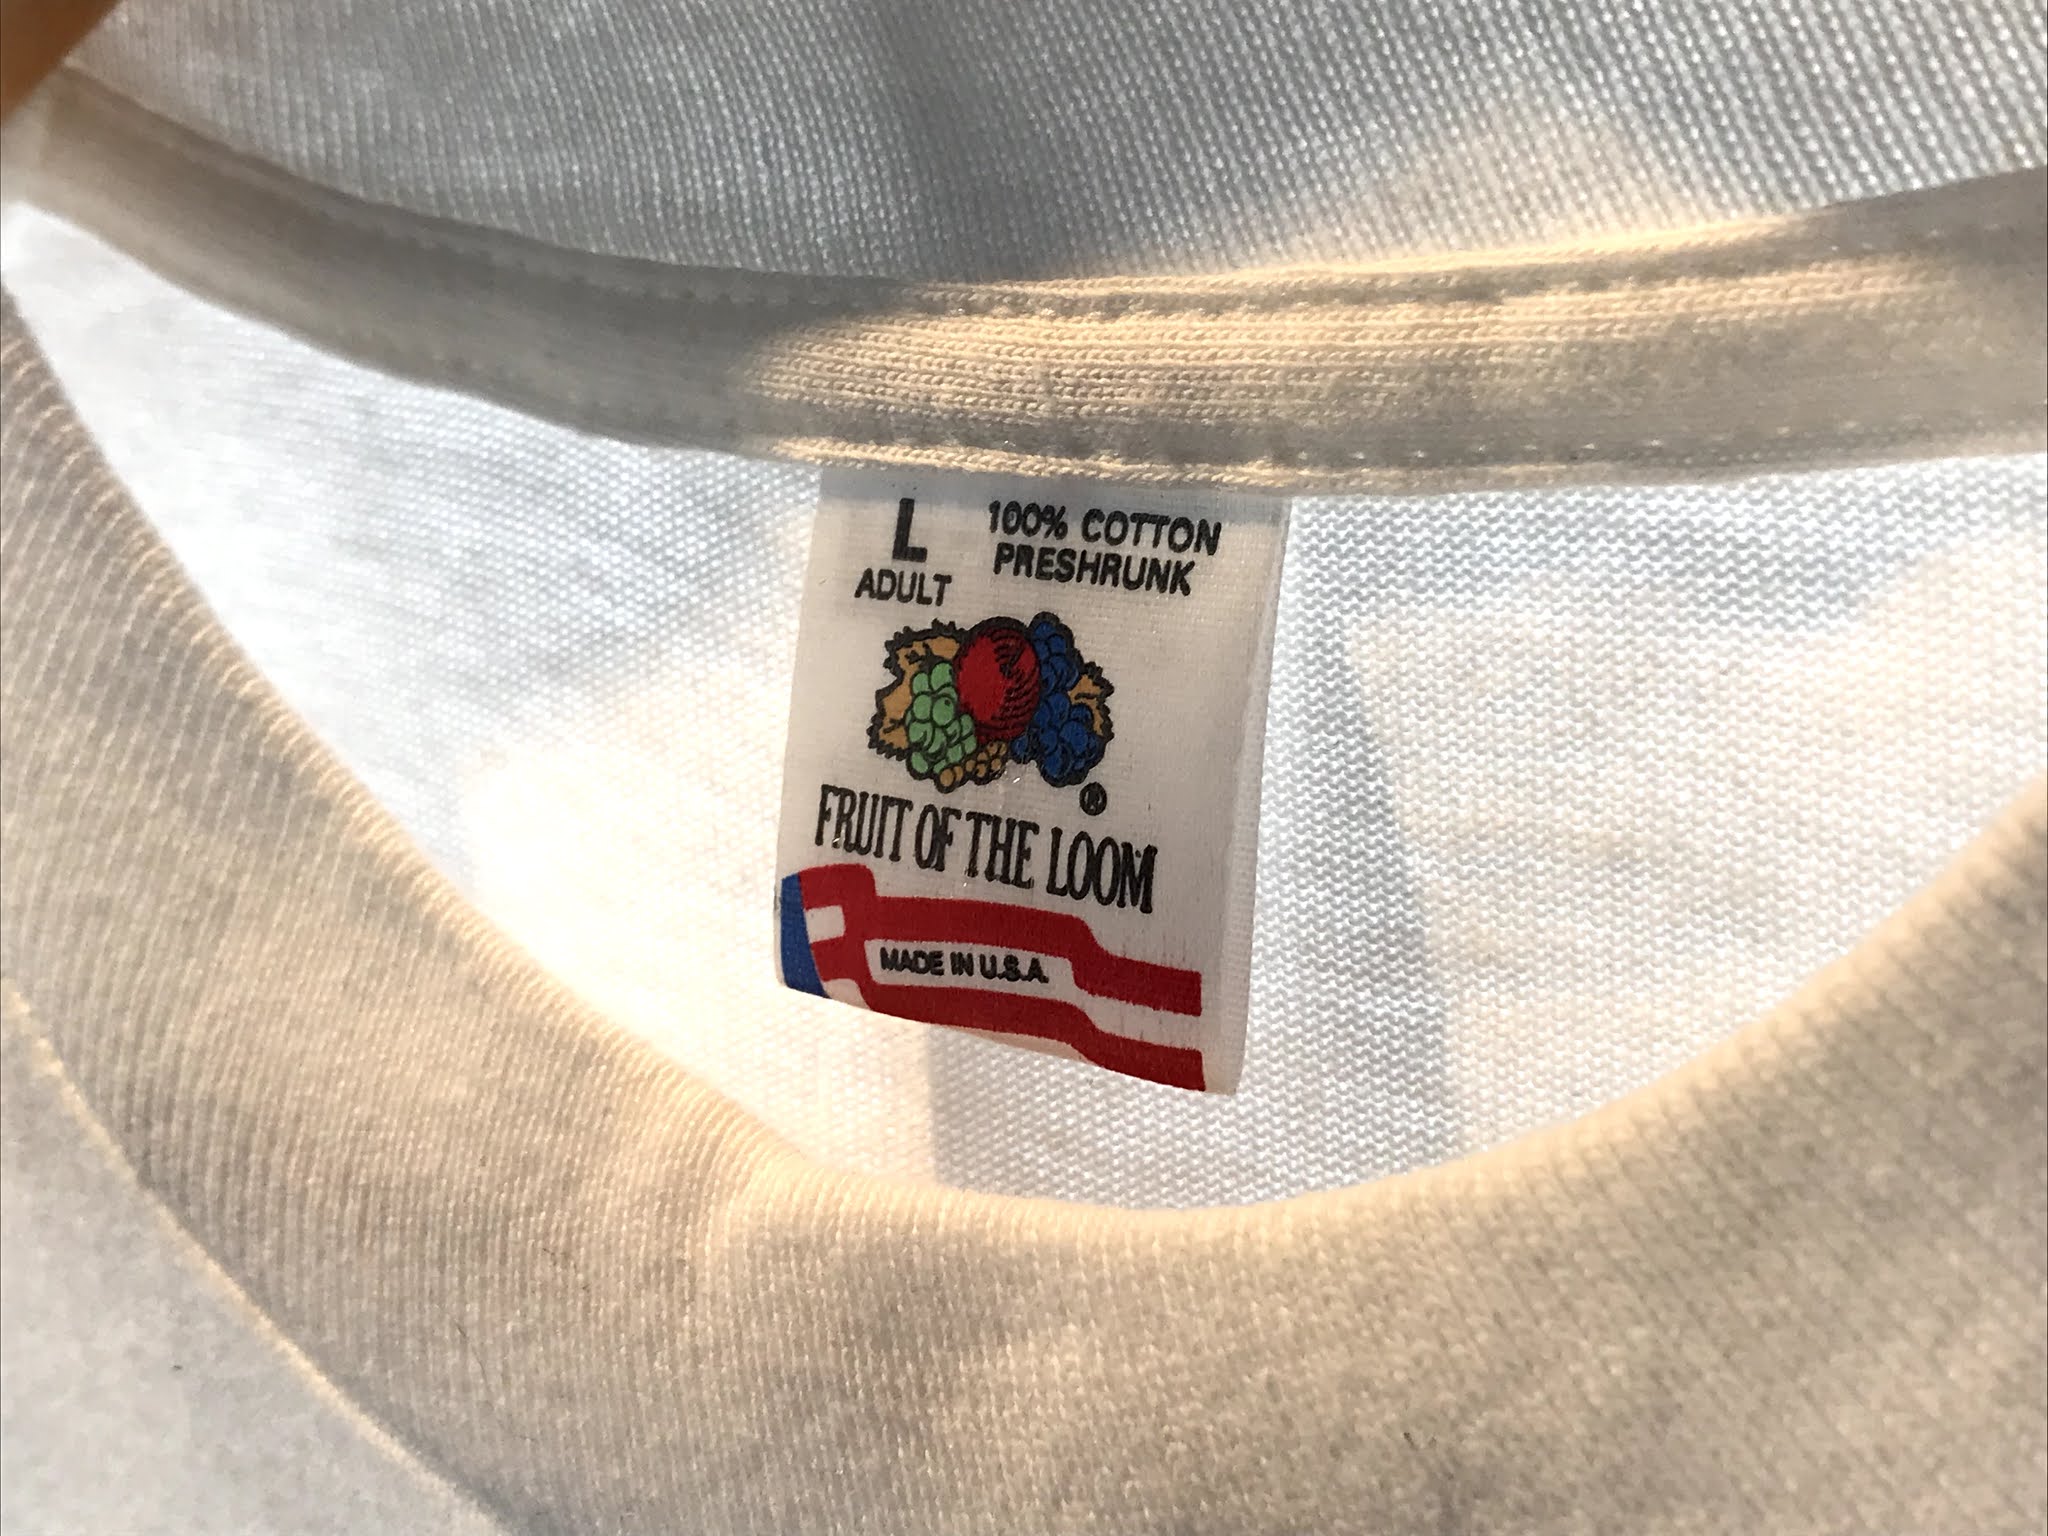 L
ADULT
100% COTTON
PRESHRUNK
®
FRUIT OF THE LOOM
MADE IN U.S.A.